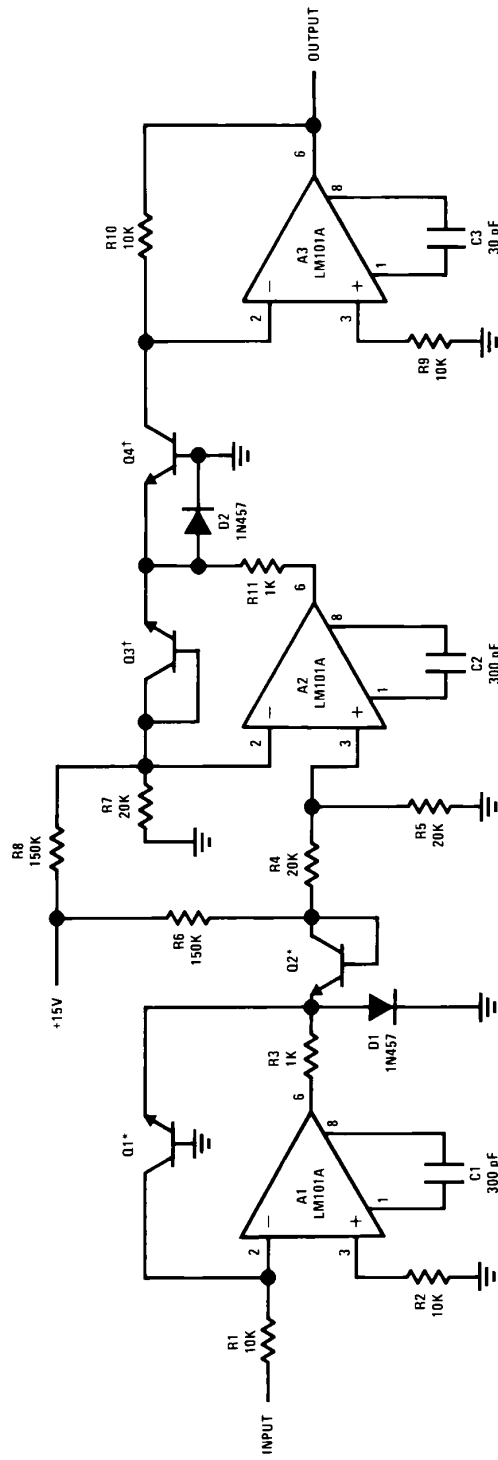 INPUT
R1
10K
Q1*
2
3
R2
10K
A1
LM101A
−
+
6
1
8
C1
300 pF
R3
1K
D1
1N457
Q2*
+15V
R6
150K
R8
150K
R4
20K
R5
20K
R7
20K
2
3
A2
LM101A
−
+
6
1
8
C2
300 pF
R11
1K
Q3†
Q4†
D2
1N457
R10
10K
2
3
R9
10K
A3
LM101A
−
+
6
1
8
C3
30 pF
OUTPUT